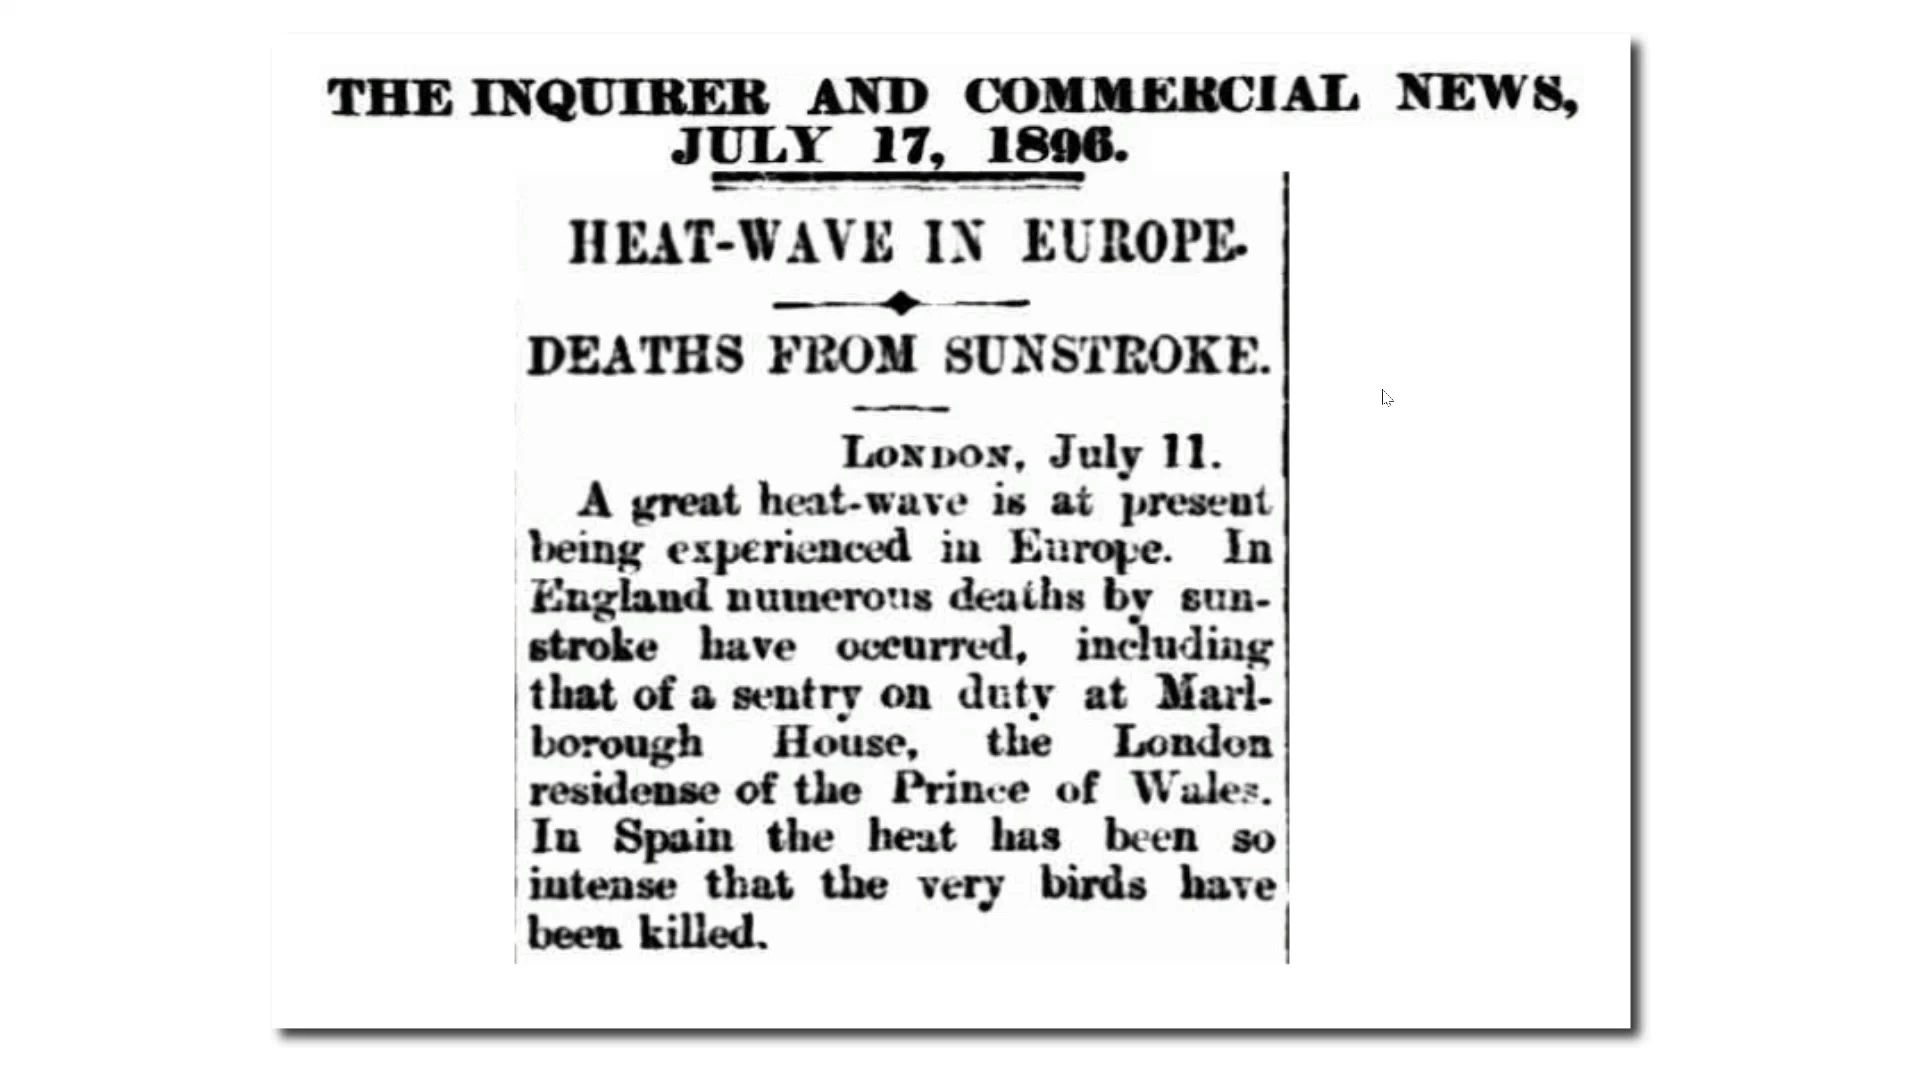 THE INQUIRER AND COMMERCIAL NEWS,
JULY 17, 1896.
HEAT-WAVE IN EUROPE.
DEATHS FROM SUNSTROKE.
LONDON, July 11.
A great heat-wave is at present
being experienced in Europe. In
England numerous deaths by sun-
stroke have occurred, including
that of a sentry on duty at Marl-
borough House, the London
residense of the Prince of Wales.
In Spain the heat has been so
intense that the very birds have
been killed.